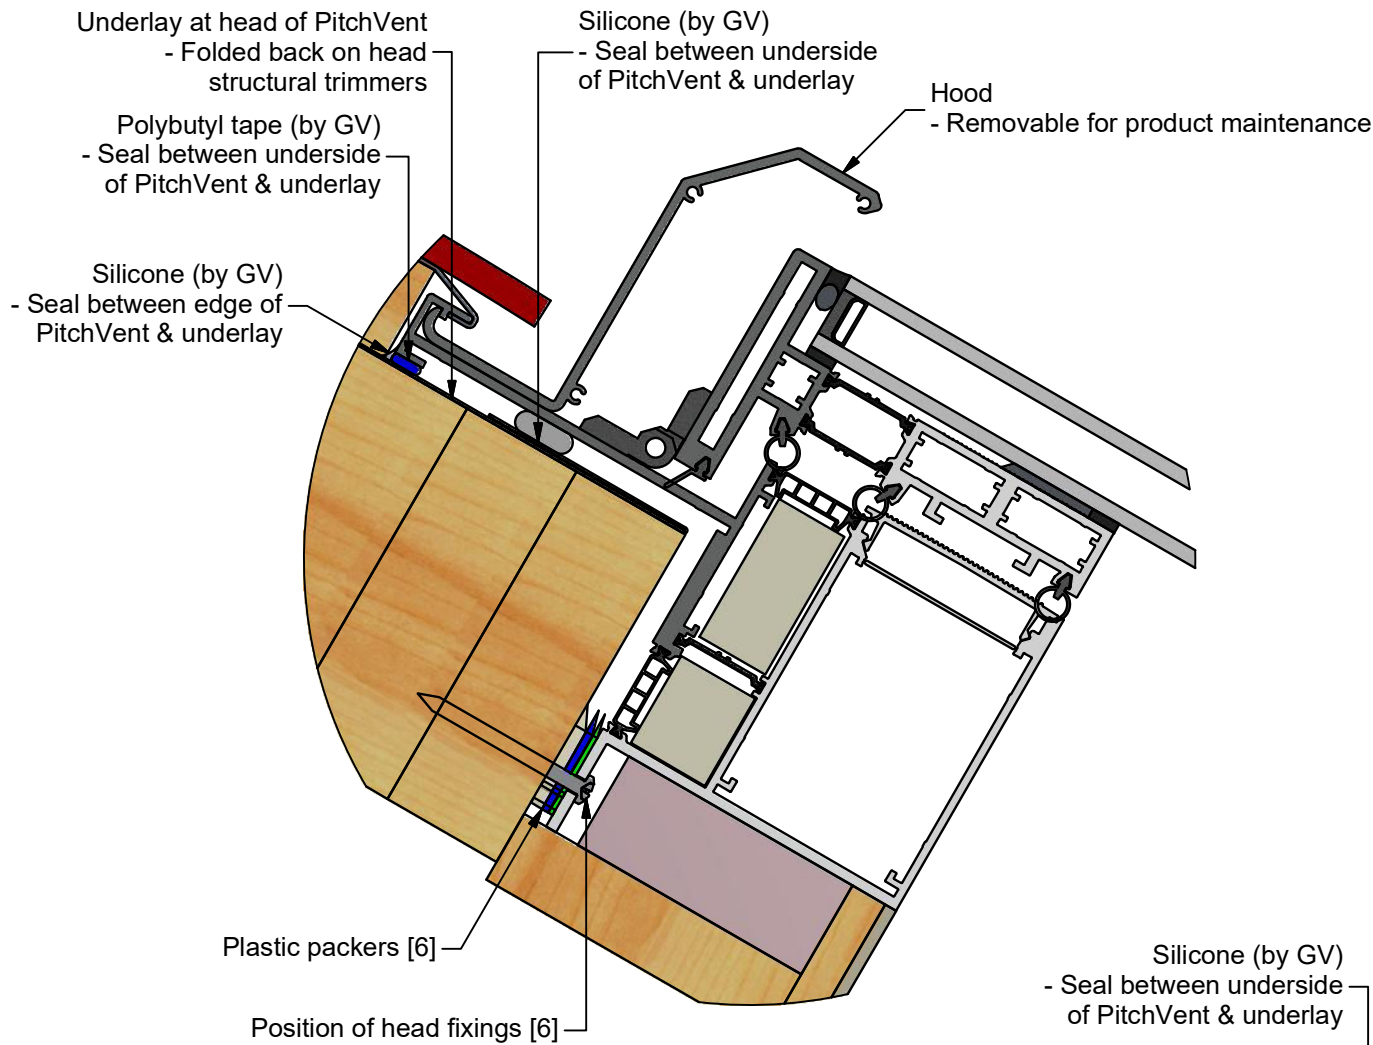 Underlay at head of PitchVent
- Folded back on head
structural trimmers
Silicone (by GV)
- Seal between underside
of PitchVent & underlay
Hood
- Removable for product maintenance
Polybutyl tape (by GV)
- Seal between underside
of PitchVent & underlay
Silicone (by GV)
- Seal between edge of
PitchVent & underlay
Plastic packers [6]
Position of head fixings [6]
Silicone (by GV)
- Seal between underside
of PitchVent & underlay